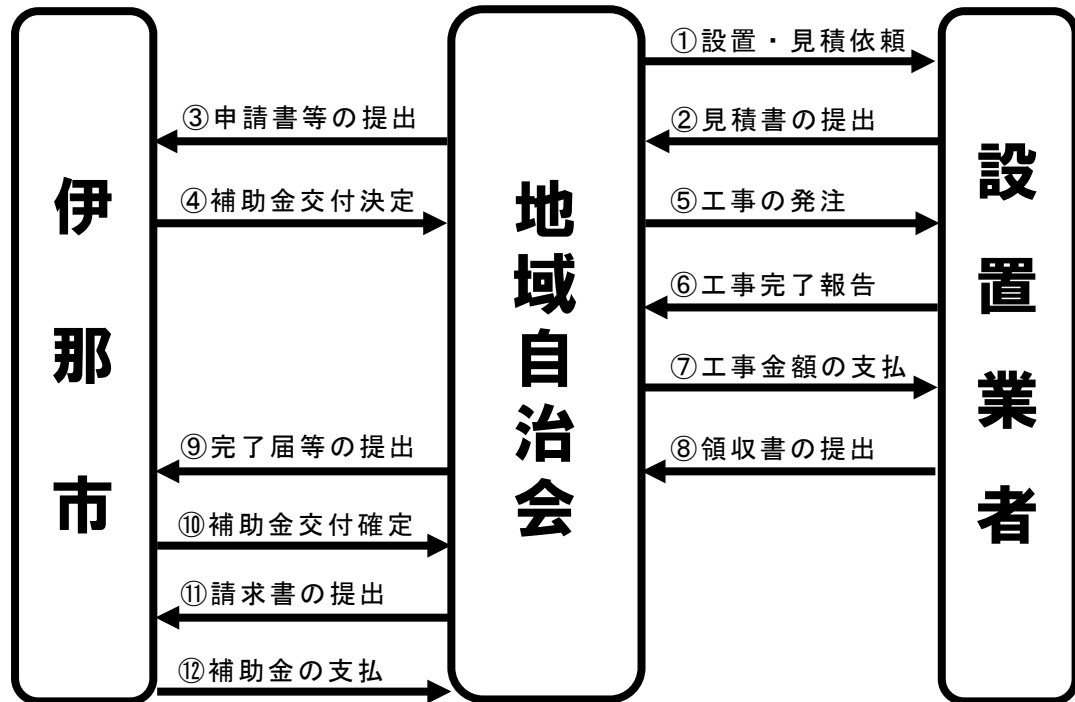 伊那市
地域自治会
設置業者
①設置・見積依頼
②見積書の提出
③申請書等の提出
④補助金交付決定
⑤工事の発注
⑥工事完了報告
⑦工事金額の支払
⑧領収書の提出
⑨完了届等の提出
⑩補助金交付確定
⑪請求書の提出
⑫補助金の支払